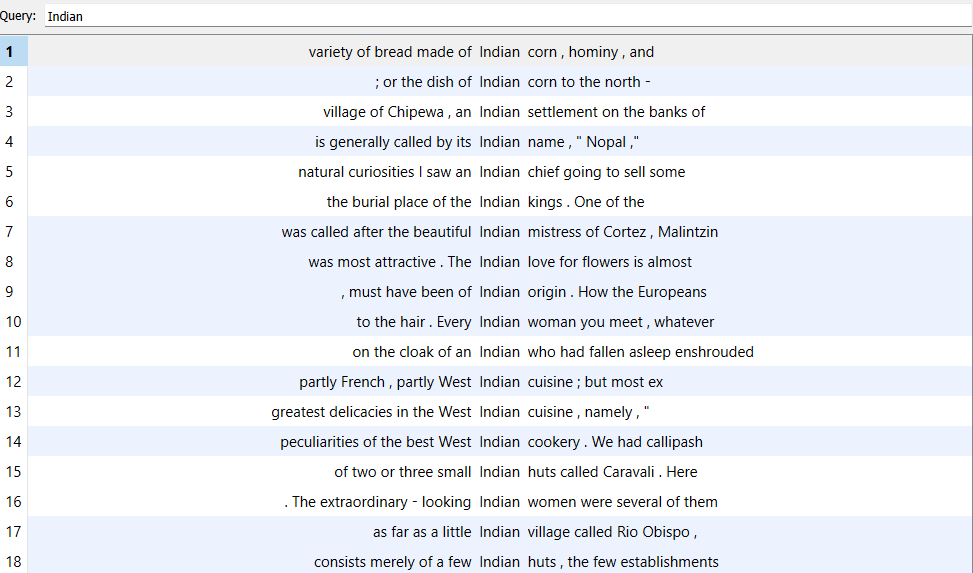 Query: Indian
1 variety of bread made of Indian corn , hominy , and
2 ; or the dish of Indian corn to the north -
3 village of Chipewa , an Indian settlement on the banks of
4 is generally called by its Indian name , " Nopal ,"
5 natural curiosities I saw an Indian chief going to sell some
6 the burial place of the Indian kings . One of the
7 was called after the beautiful Indian mistress of Cortez , Malintzin
8 was most attractive . The Indian love for flowers is almost
9 , must have been of Indian origin . How the Europeans
10 to the hair . Every Indian woman you meet , whatever
11 on the cloak of an Indian who had fallen asleep enshrouded
12 partly French , partly West Indian cuisine ; but most ex
13 greatest delicacies in the West Indian cuisine , namely , "
14 peculiarities of the best West Indian cookery . We had callipash
15 of two or three small Indian huts called Caravali . Here
16 . The extraordinary - looking Indian women were several of them
17 as far as a little Indian village called Rio Obispo ,
18 consists merely of a few Indian huts , the few establishments